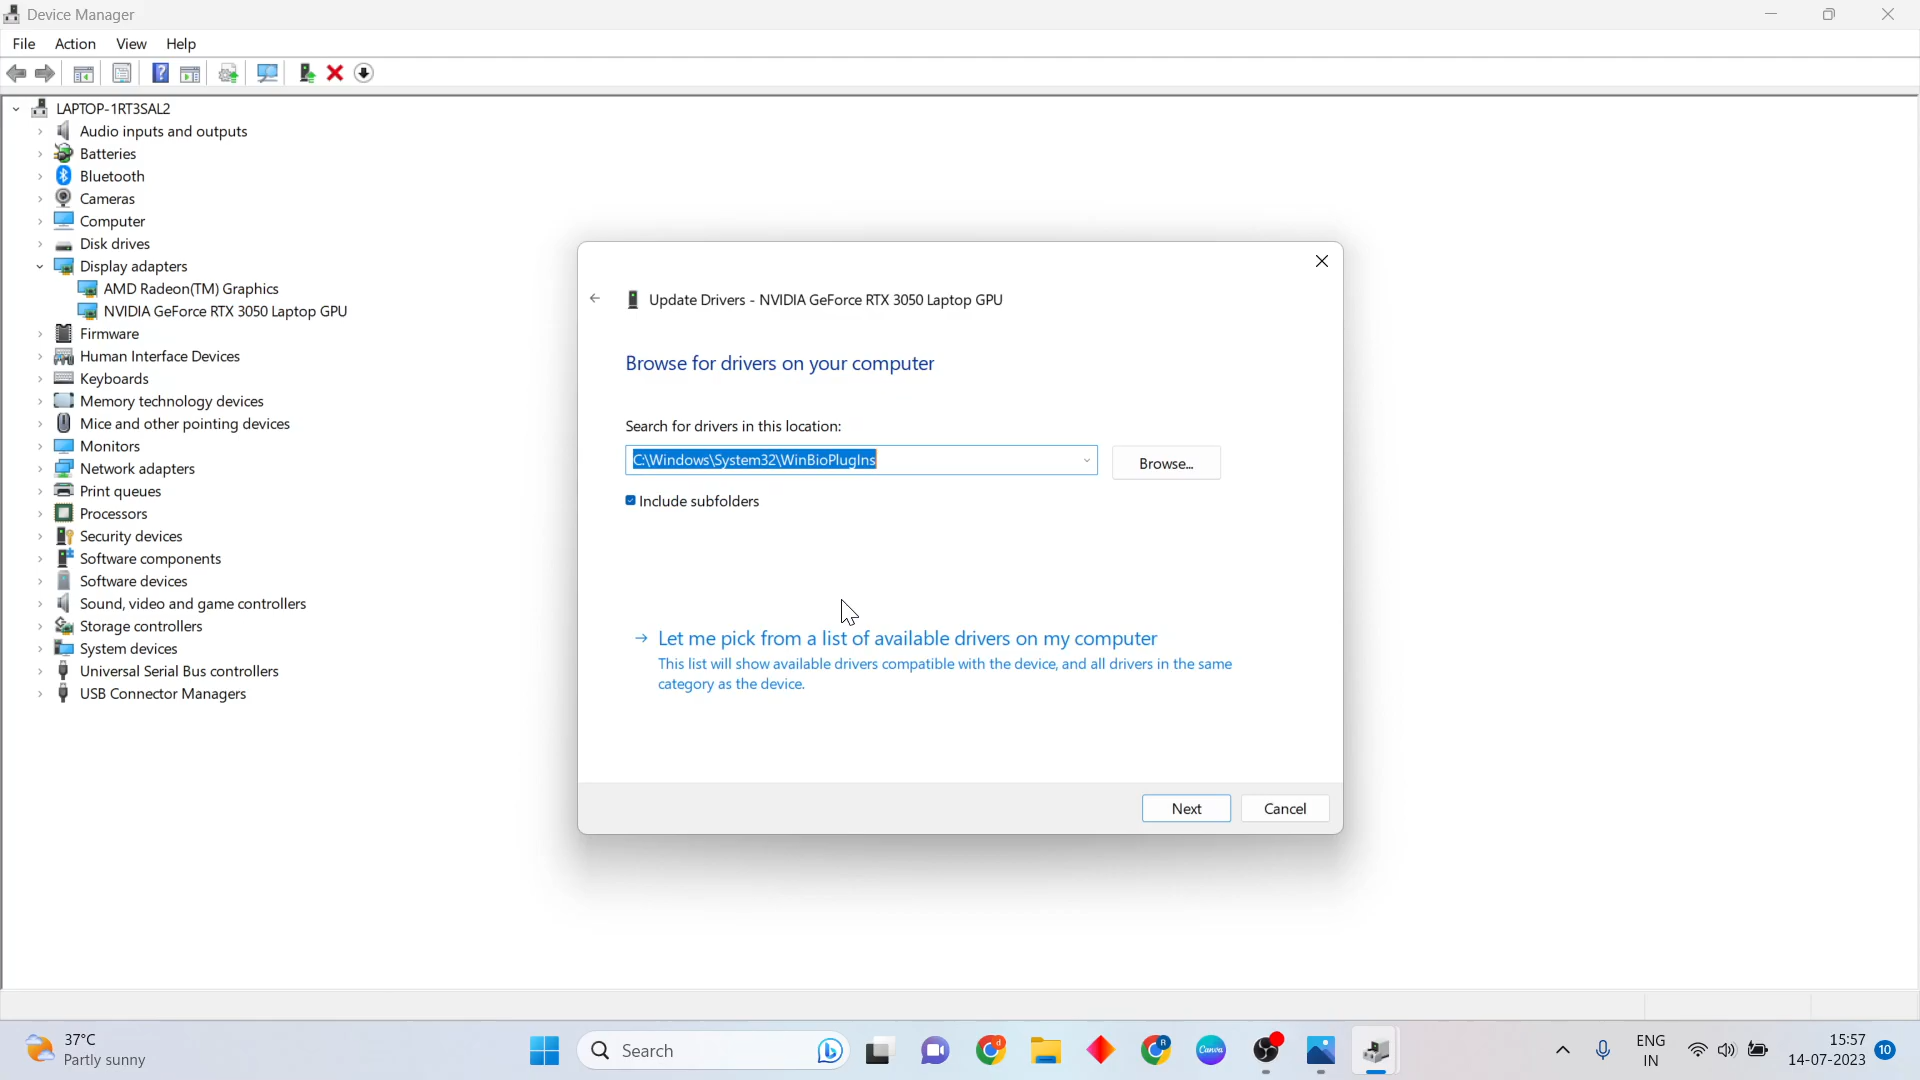 Device Manager
File Action View Help
LAPTOP-1RT3SAL2
Audio inputs and outputs
Batteries
Bluetooth
Cameras
Computer
Disk drives
Display adapters
AMD Radeon(TM) Graphics
NVIDIA GeForce RTX 3050 Laptop GPU
Firmware
Human Interface Devices
Keyboards
Memory technology devices
Mice and other pointing devices
Monitors
Network adapters
Print queues
Processors
Security devices
Software components
Software devices
Sound, video and game controllers
Storage controllers
System devices
Universal Serial Bus controllers
USB Connector Managers
Update Drivers - NVIDIA GeForce RTX 3050 Laptop GPU
Browse for drivers on your computer
Search for drivers in this location:
C:\Windows\System32\WinBioPlugIns
Browse...
Include subfolders
Let me pick from a list of available drivers on my computer
This list will show available drivers compatible with the device, and all drivers in the same
category as the device.
Next Cancel
37°C
Partly sunny
Search
d
R
Canva
ENG
IN
15:57
14-07-2023
10